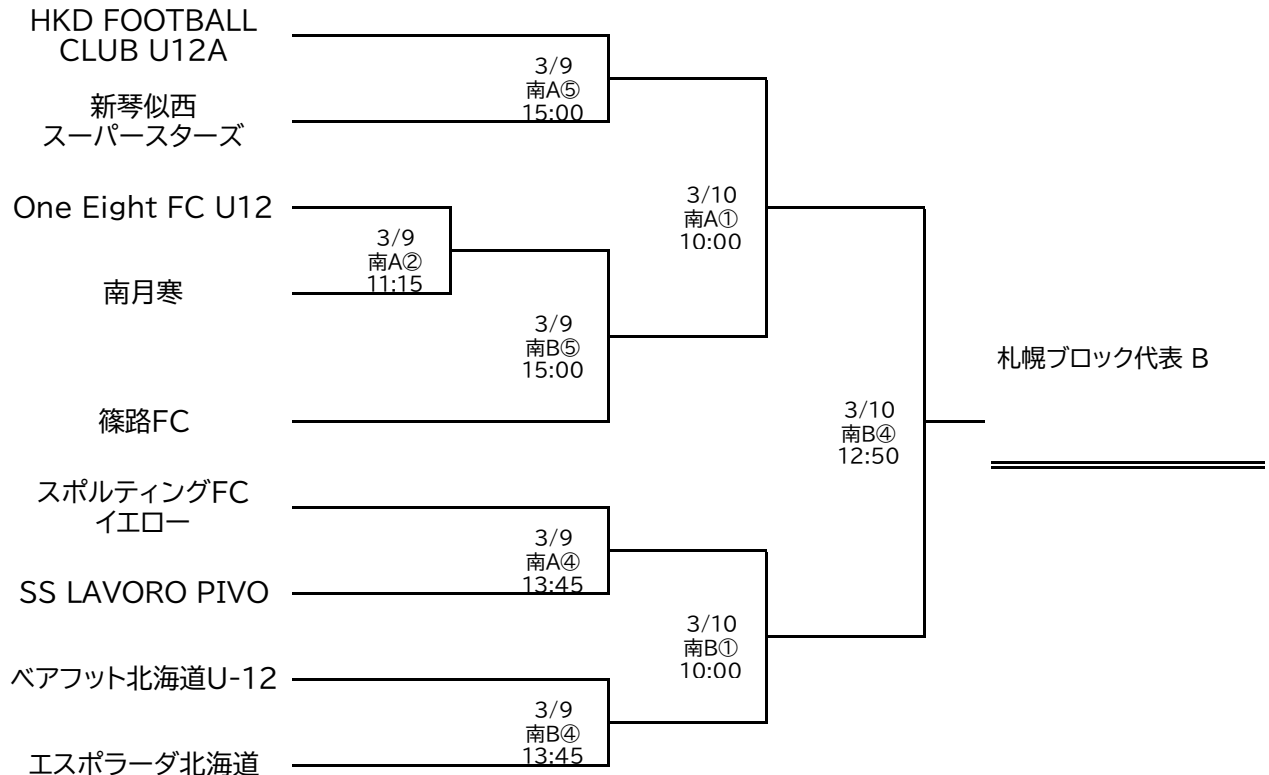 HKD FOOTBALL
CLUB U12A
3/9
南A⑤
15:00
新琴似西
スーパースターズ
One Eight FC U12
3/10
南A①
10:00
3/9
南A②
11:15
南月寒
3/9
南B⑤
15:00
札幌ブロック代表 B
篠路FC
3/10
南B④
12:50
スポルティングFC
イエロー
3/9
南A④
13:45
SS LAVORO PIVO
3/10
南B①
10:00
ベアフット北海道U-12
3/9
南B④
13:45
エスポラーダ北海道